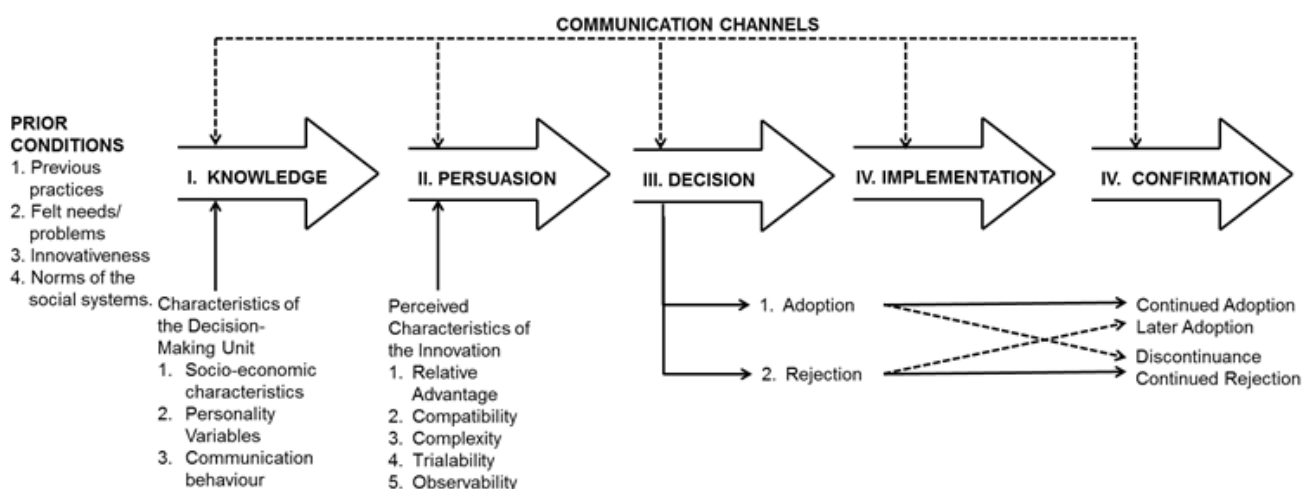 COMMUNICATION CHANNELS
PRIOR
CONDITIONS
1. Previous
practices
2. Felt needs/
problems
3. Innovativeness
4. Norms of the
social systems.
I. KNOWLEDGE
II. PERSUASION
III. DECISION
IV. IMPLEMENTATION
IV. CONFIRMATION
Characteristics of
the Decision-
Making Unit
1. Socio-economic
characteristics
2. Personality
Variables
3. Communication
behaviour
Perceived
Characteristics of
the Innovation
1. Relative
Advantage
2. Compatibility
3. Complexity
4. Trialability
5. Observability
1. Adoption
2. Rejection
Continued Adoption
Later Adoption
Discontinuance
Continued Rejection